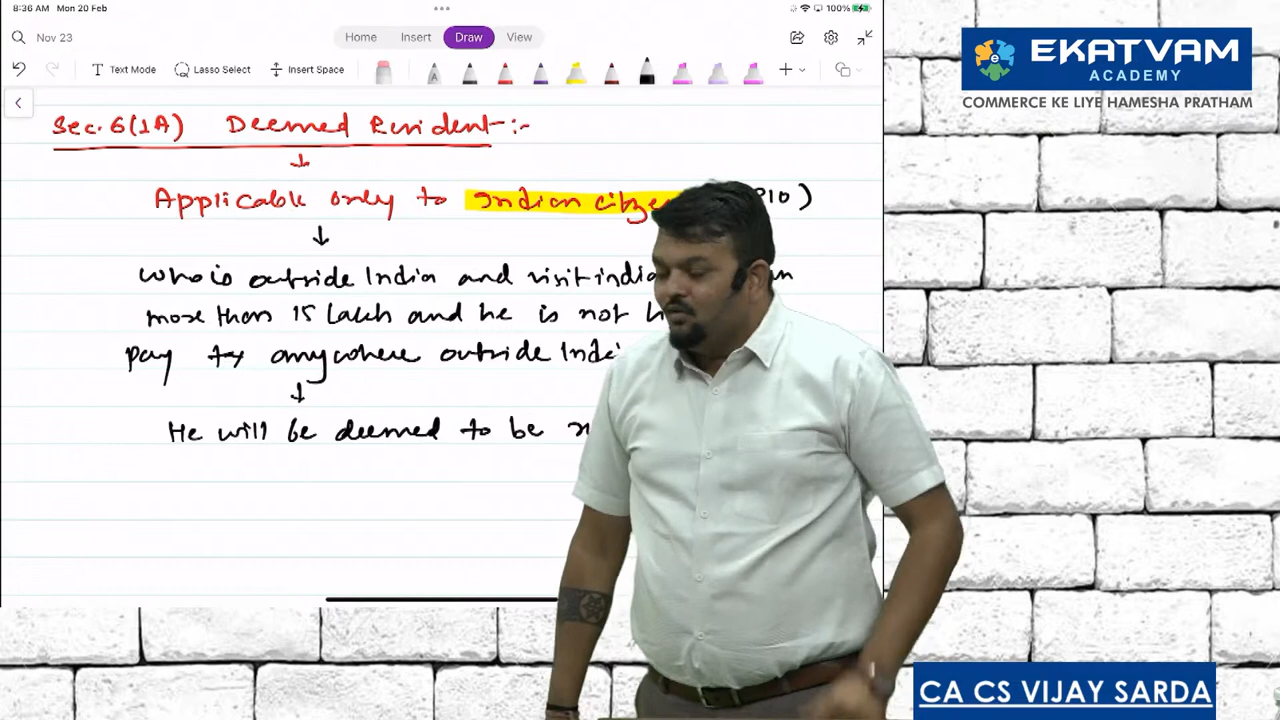 8:36 AM Mon 20 Feb
100%
Nov 23
Home Insert Draw View
Text Mode Lasso Select Insert Space
EKATVAM
ACADEMY
COMMERCE KE LIYE HAMESHA PRATHAM
Sec. 6(1A) Deemed Resident :-
Applicable only to Indian
who is outside India and visit india
more than 15 Lakh and he is not
pay tax anywhere outside
He will be deemed to be
CA CS VIJAY SARDA